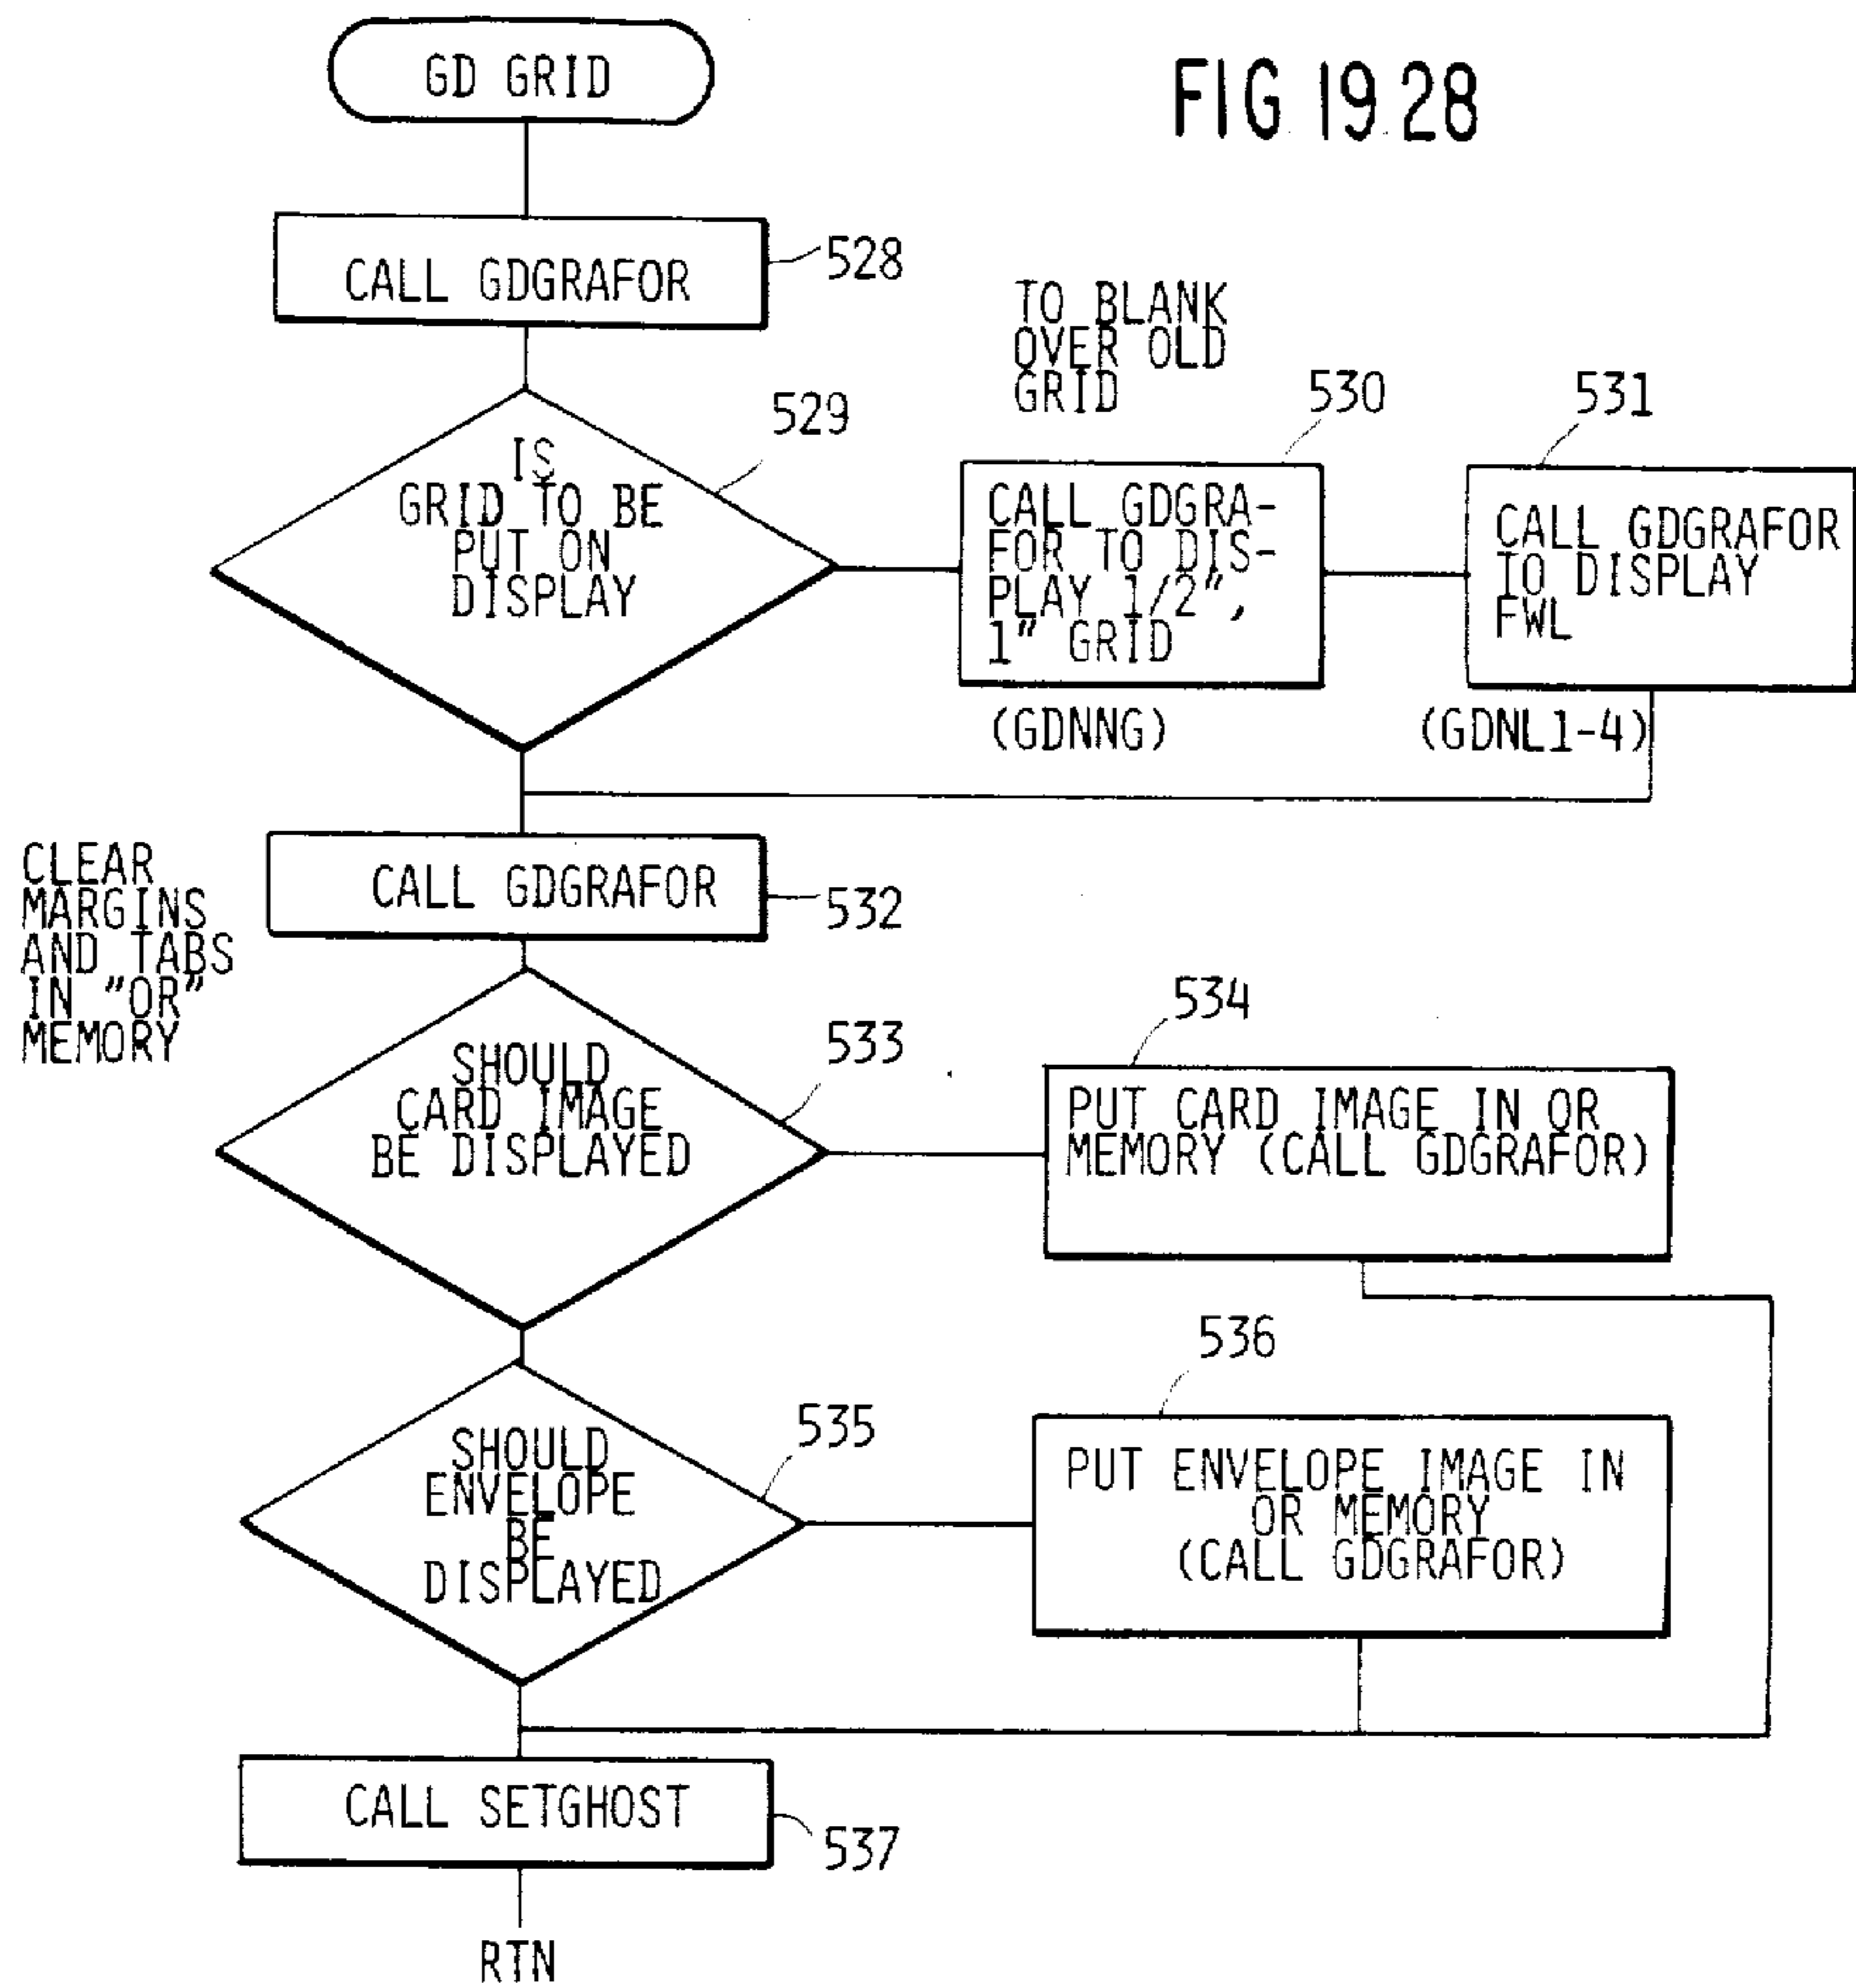 GD GRID
FIG 19.28
CALL GDGRAFOR
528
TO BLANK
OVER OLD
GRID
529
530
531
IS
GRID TO BE
PUT ON
DISPLAY
CALL GDGRA-
FOR TO DIS-
PLAY 1/2",
1" GRID
CALL GDGRAFOR
TO DISPLAY
FWL
(GDNNG)
(GDNL1-4)
CLEAR
MARGINS
AND TABS
IN "OR"
MEMORY
CALL GDGRAFOR
532
533
534
SHOULD
CARD IMAGE
BE DISPLAYED
PUT CARD IMAGE IN OR
MEMORY (CALL GDGRAFOR)
535
536
SHOULD
ENVELOPE
BE
DISPLAYED
PUT ENVELOPE IMAGE IN
OR MEMORY
(CALL GDGRAFOR)
CALL SETGHOST
537
RTN